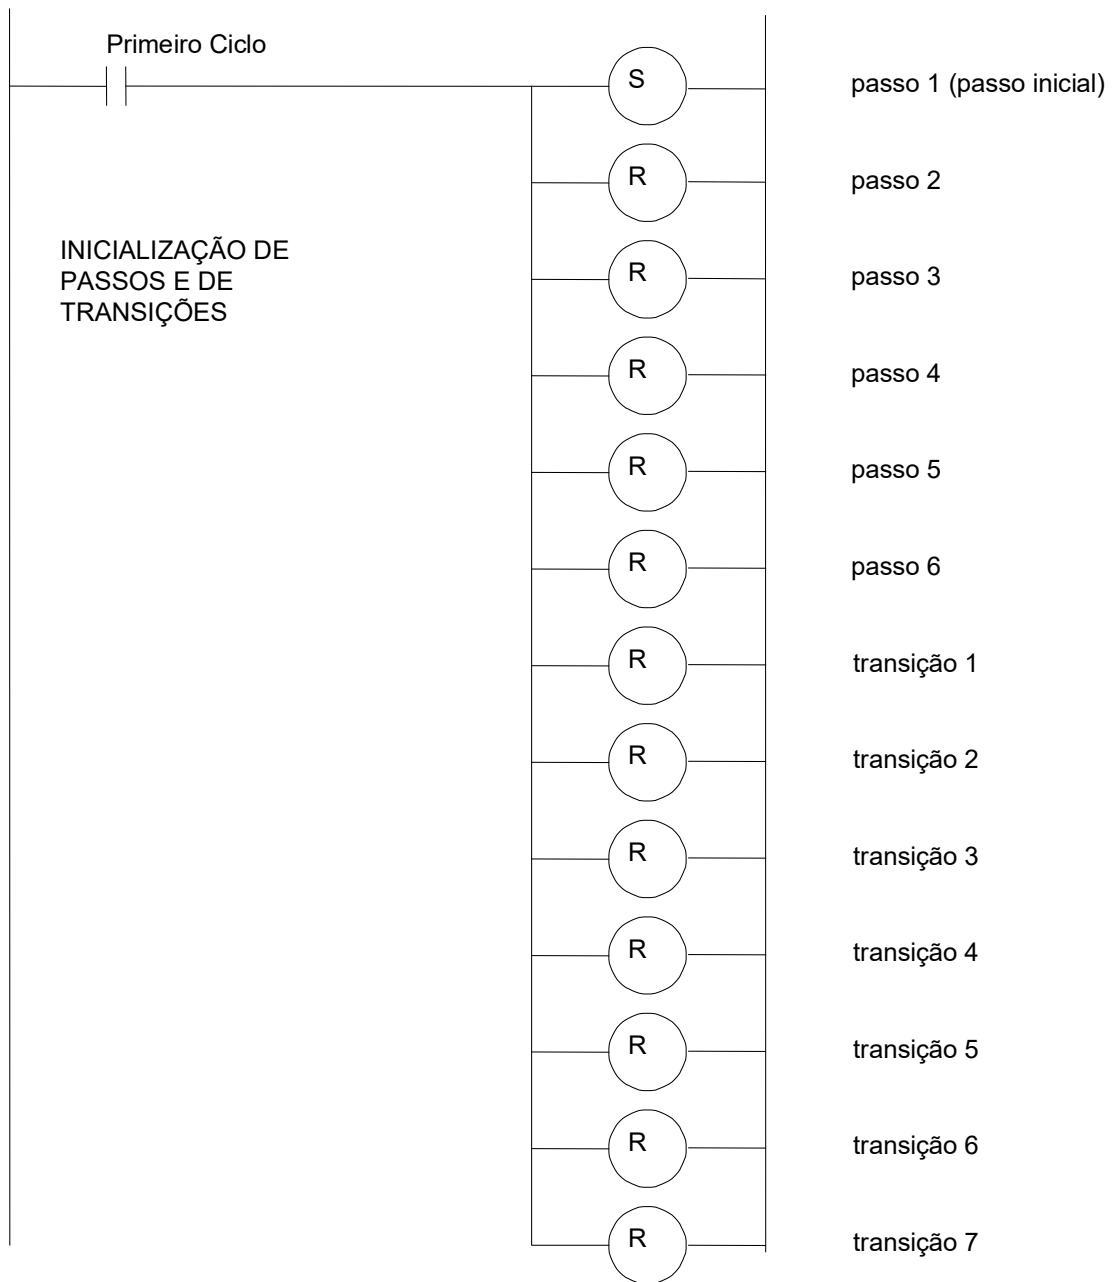 Primeiro Ciclo
S
passo 1 (passo inicial)
R
passo 2
INICIALIZAÇÃO DE
PASSOS E DE
TRANSIÇÕES
R
passo 3
R
passo 4
R
passo 5
R
passo 6
R
transição 1
R
transição 2
R
transição 3
R
transição 4
R
transição 5
R
transição 6
R
transição 7